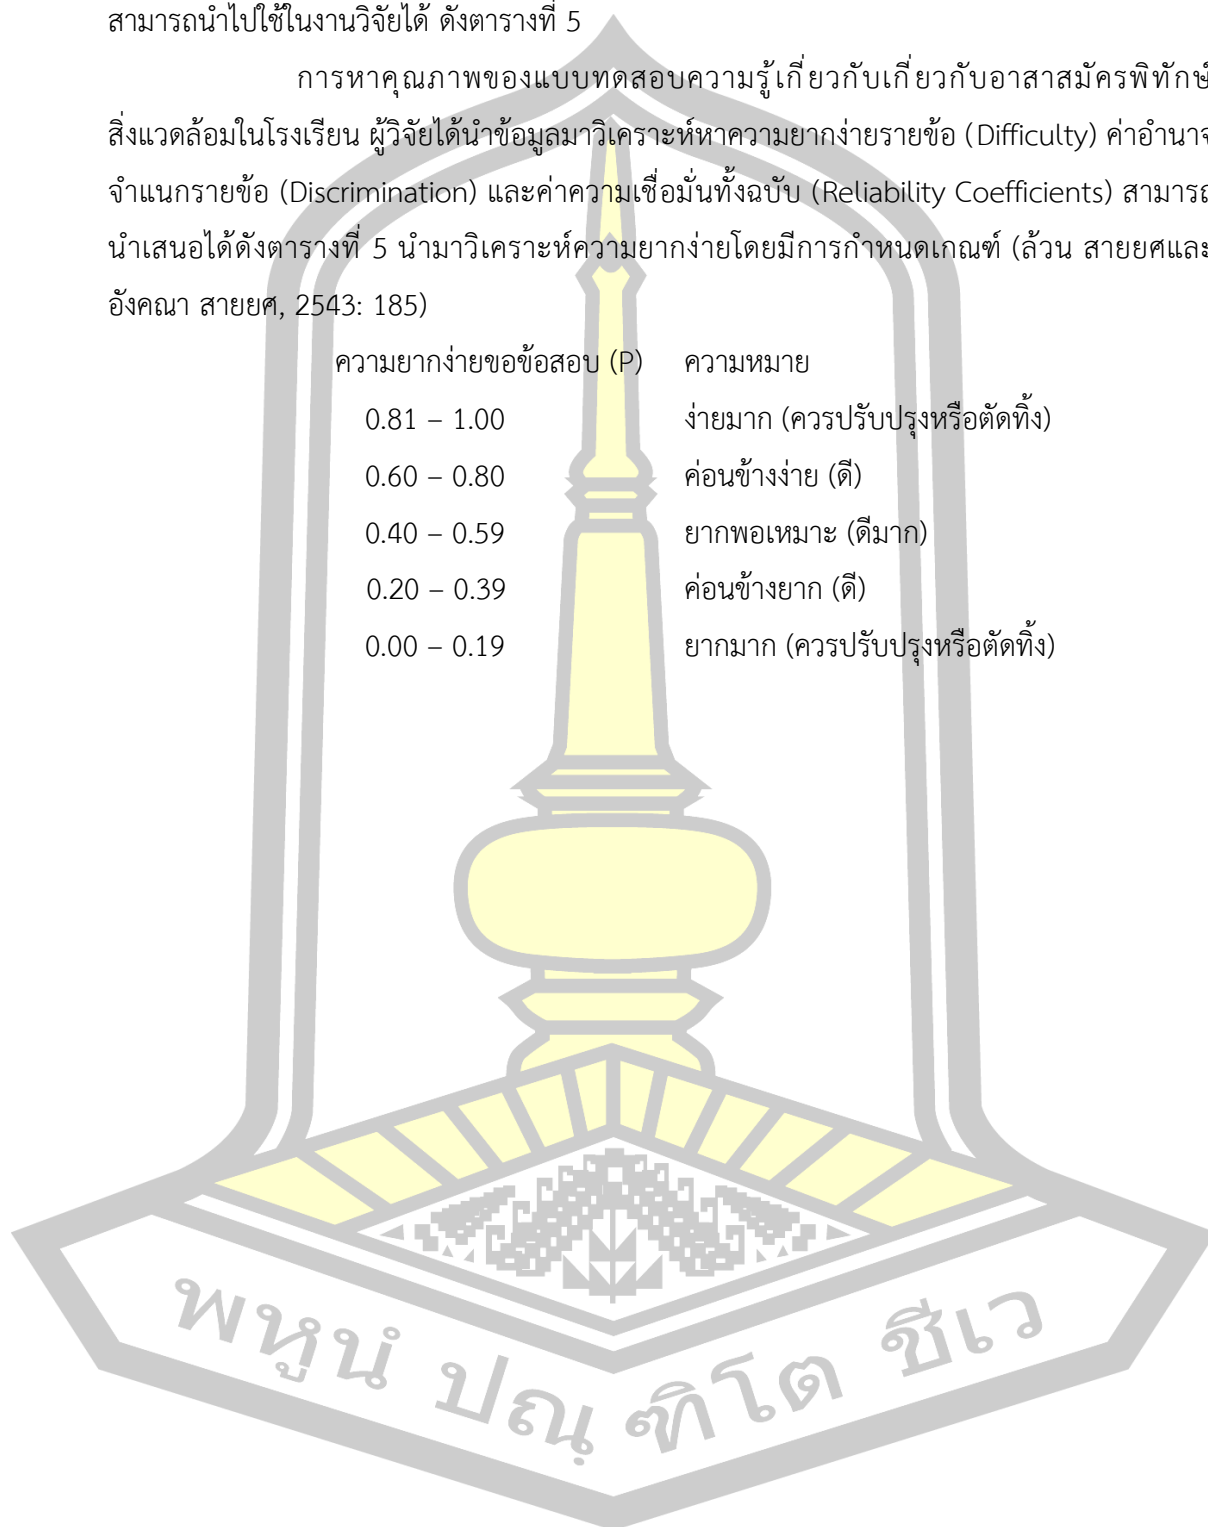 สามารถนำไปใช้ในงานวิจัยได้ ดังตารางที่ 5
การหาคุณภาพของแบบทดสอบความรู้เกี่ยวกับเกี่ยวกับอาสาสมัครพิทักษ์
สิ่งแวดล้อมในโรงเรียน ผู้วิจัยได้นำข้อมูลมาวิเคราะห์หาความยากง่ายรายข้อ (Difficulty) ค่าอำนาจ
จำแนกรายข้อ (Discrimination) และค่าความเชื่อมั่นทั้งฉบับ (Reliability Coefficients) สามารถ
นำเสนอได้ดังตารางที่ 5 นำมาวิเคราะห์ความยากง่ายโดยมีการกำหนดเกณฑ์ (ล้วน สายยศและ
อังคณา สายยศ, 2543: 185)
ความยากง่ายขอข้อสอบ (P) ความหมาย
0.81 – 1.00 ง่ายมาก (ควรปรับปรุงหรือตัดทิ้ง)
0.60 – 0.80 ค่อนข้างง่าย (ดี)
0.40 – 0.59 ยากพอเหมาะ (ดีมาก)
0.20 – 0.39 ค่อนข้างยาก (ดี)
0.00 – 0.19 ยากมาก (ควรปรับปรุงหรือตัดทิ้ง)
พหูนํ ปณฺฑิโต ชีเว